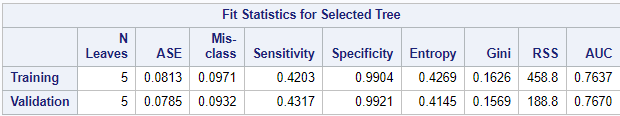 Fit Statistics for Selected Tree
N Leaves ASE Mis-class Sensitivity Specificity Entropy Gini RSS AUC
Training 5 0.0813 0.0971 0.4203 0.9904 0.4269 0.1626 458.8 0.7637
Validation 5 0.0785 0.0932 0.4317 0.9921 0.4145 0.1569 188.8 0.7670